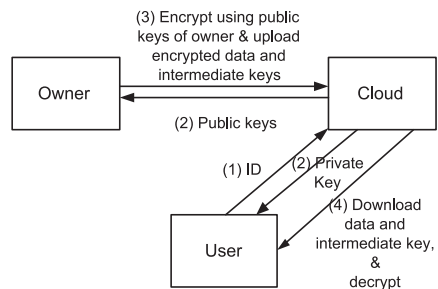 (3) Encrypt using public
keys of owner & upload
encrypted data and
intermediate keys
Owner
Cloud
(2) Public keys
(1) ID
(2) Private
Key
(4) Download
data and
intermediate key,
&
decrypt
User